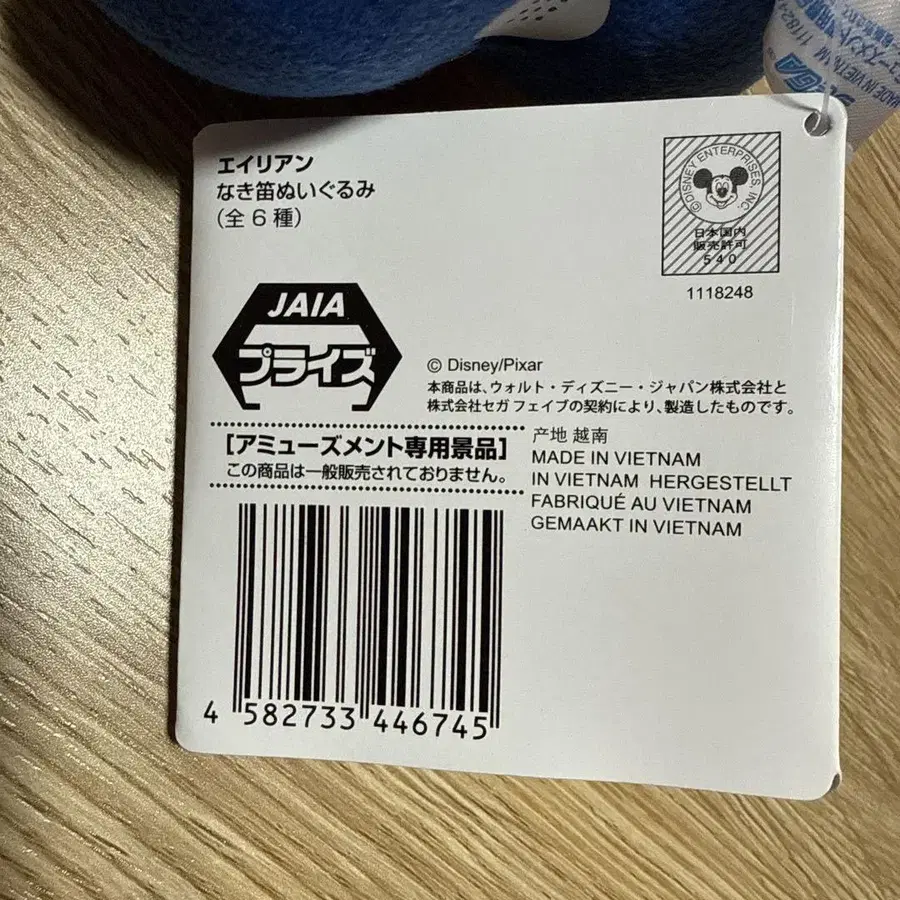 エイリアン
なき笛ぬいぐるみ
(全6種)
©DISNEY ENTERPRISES, INC.
日本国内
販売許可
540
1118248
JAIA
プライズ
© Disney/Pixar
本商品は、ウォルト・ディズニー・ジャパン株式会社と
株式会社セガ フェイブの契約により、製造したものです。
[アミューズメント専用景品]
この商品は一般販売されておりません。
产地 越南
MADE IN VIETNAM
IN VIETNAM HERGESTELLT
FABRIQUÉ AU VIETNAM
GEMAAKT IN VIETNAM
4 582733 446745
SEGA
MADE IN VIETNAM